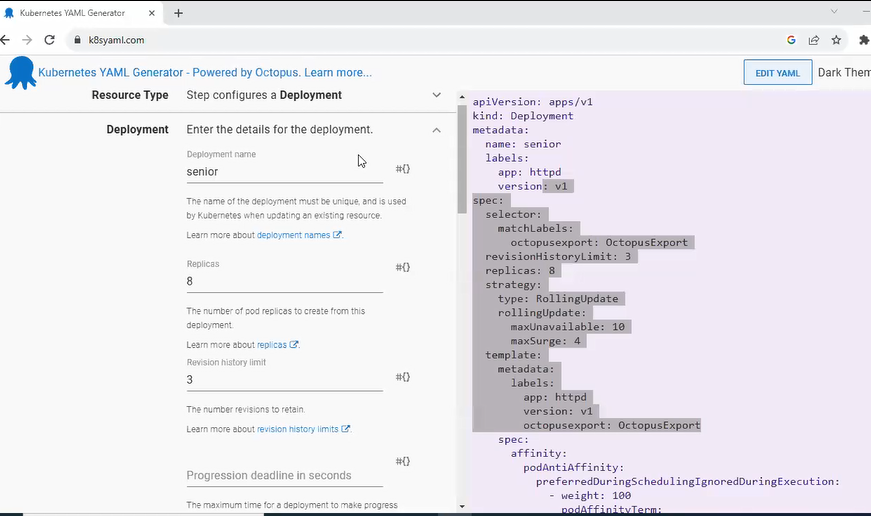 Kubernetes YAML Generator
k8syaml.com
Kubernetes YAML Generator - Powered by Octopus. Learn more...
EDIT YAML
Dark Them
Resource Type
Step configures a Deployment
Deployment
Enter the details for the deployment.
Deployment name
senior
#{}
The name of the deployment must be unique, and is used
by Kubernetes when updating an existing resource.
Learn more about deployment names.
Replicas
8
#{}
The number of pod replicas to create from this
deployment.
Learn more about replicas.
Revision history limit
3
#{}
The number revisions to retain.
Learn more about revision history limits.
Progression deadline in seconds
#{}
The maximum time for a deployment to make progress
apiVersion: apps/v1
kind: Deployment
metadata:
name: senior
labels:
app: httpd
version: v1
spec:
selector:
matchLabels:
octopusexport: OctopusExport
revisionHistoryLimit: 3
replicas: 8
strategy:
type: RollingUpdate
rollingUpdate:
maxUnavailable: 10
maxSurge: 4
template:
metadata:
labels:
app: httpd
version: v1
octopusexport: OctopusExport
spec:
affinity:
podAntiAffinity:
preferredDuringSchedulingIgnoredDuringExecution:
- weight: 100
podAffinityTerm: